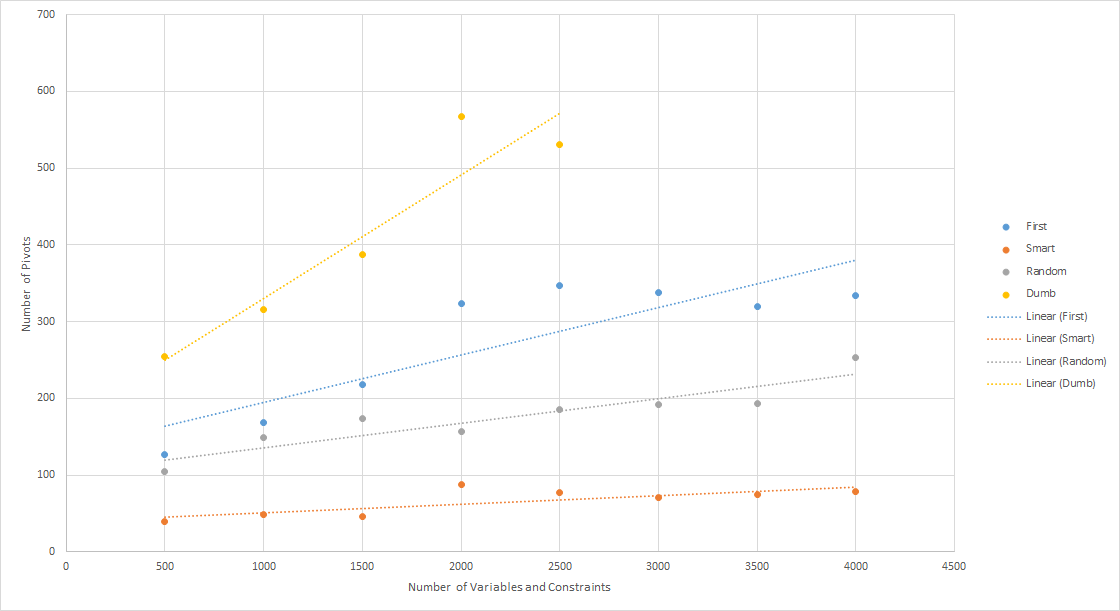 700
600
500
400
300
200
100
0
Number of Pivots
0 500 1000 1500 2000 2500 3000 3500 4000 4500
Number of Variables and Constraints
First
Smart
Random
Dumb
Linear (First)
Linear (Smart)
Linear (Random)
Linear (Dumb)